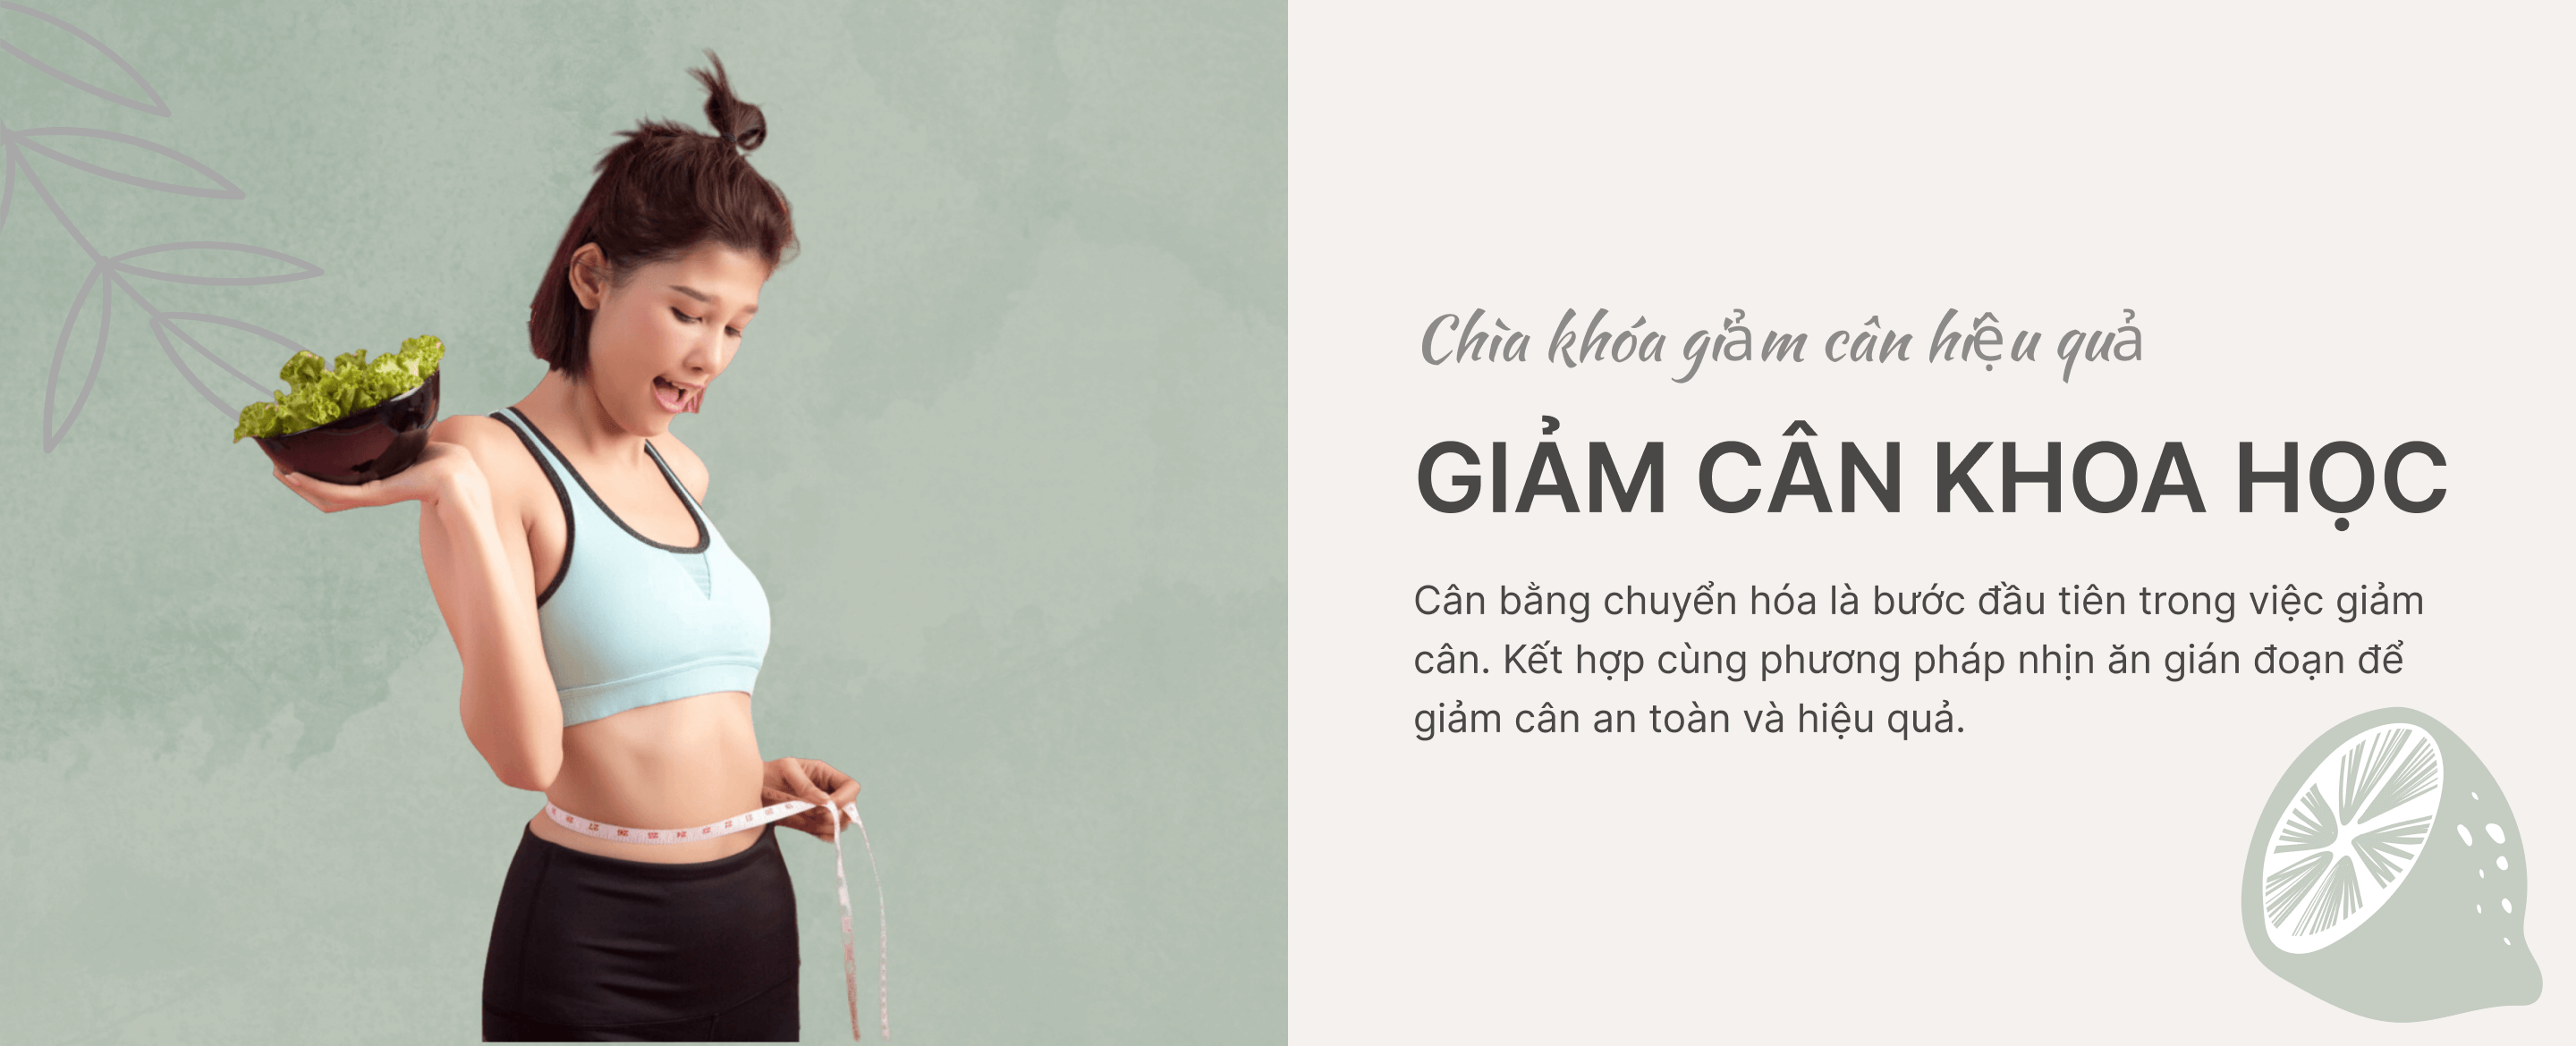 Chìa khóa giảm cân hiệu quả
GIẢM CÂN KHOA HỌC
Cân bằng chuyển hóa là bước đầu tiên trong việc giảm
cân. Kết hợp cùng phương pháp nhịn ăn gián đoạn để
giảm cân an toàn và hiệu quả.